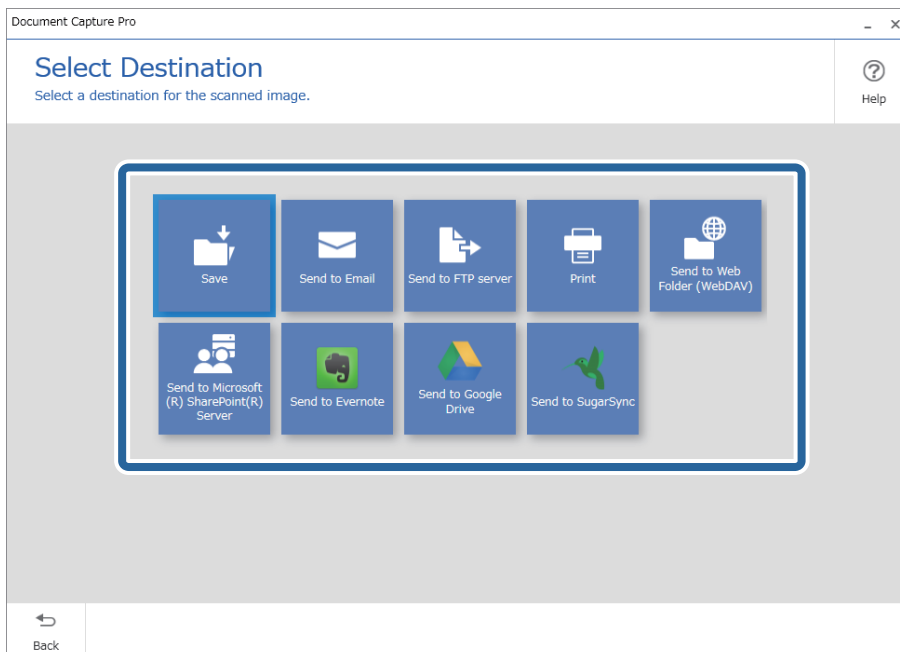 Document Capture Pro
Select Destination
Select a destination for the scanned image.
Help
Save
Send to Email
Send to FTP server
Print
Send to Web
Folder (WebDAV)
Send to Microsoft
(R) SharePoint(R)
Server
Send to Evernote
Send to Google
Drive
Send to SugarSync
Back